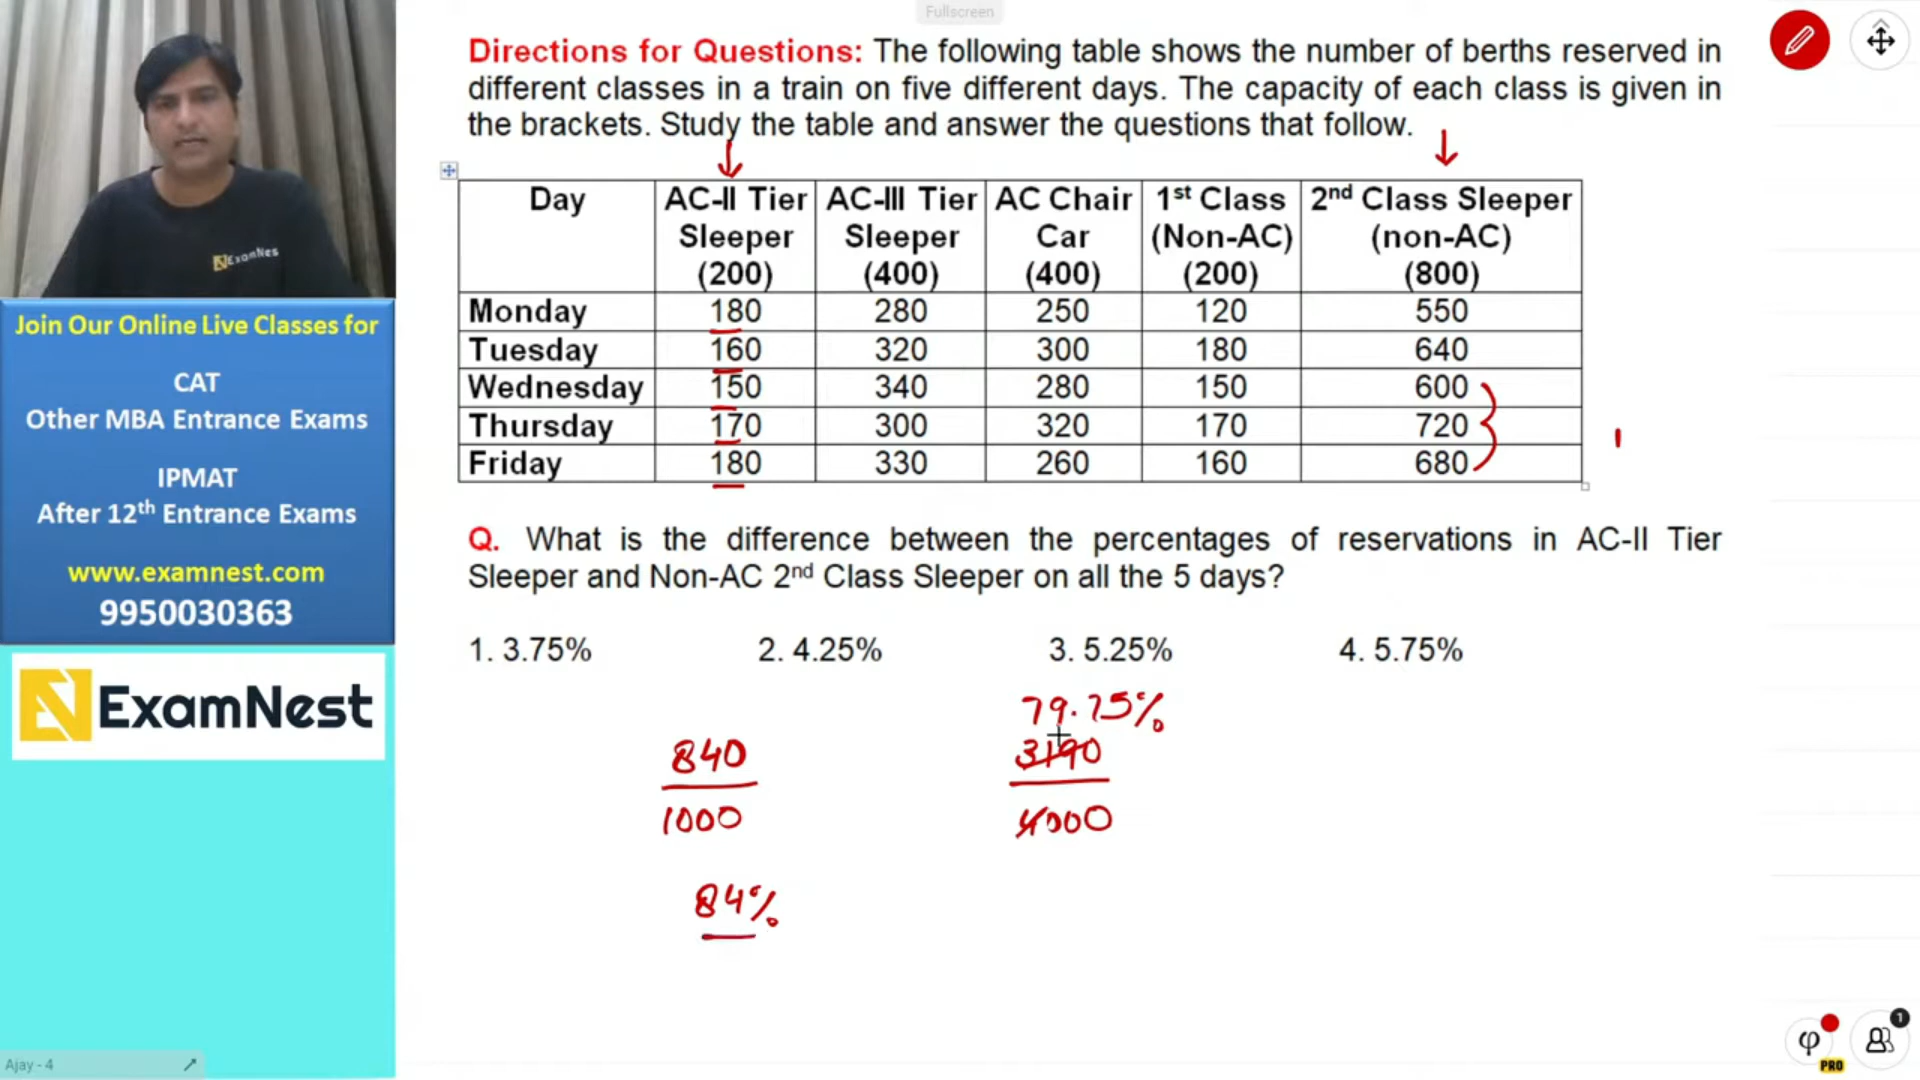 Fullscreen
Directions for Questions: The following table shows the number of berths reserved in
different classes in a train on five different days. The capacity of each class is given in
the brackets. Study the table and answer the questions that follow.
Day AC-II Tier Sleeper (200) AC-III Tier Sleeper (400) AC Chair Car (400) 1st Class (Non-AC) (200) 2nd Class Sleeper (non-AC) (800)
Monday 180 280 250 120 550
Tuesday 160 320 300 180 640
Wednesday 150 340 280 150 600
Thursday 170 300 320 170 720
Friday 180 330 260 160 680
Q. What is the difference between the percentages of reservations in AC-II Tier
Sleeper and Non-AC 2nd Class Sleeper on all the 5 days?
1. 3.75% 2. 4.25% 3. 5.25% 4. 5.75%
79.75%
840 3190
1000 4000
84%
ExamNest
Join Our Online Live Classes for
CAT
Other MBA Entrance Exams
IPMAT
After 12th Entrance Exams
www.examnest.com
9950030363
ExamNest
Ajay - 4
1
φ
PRO